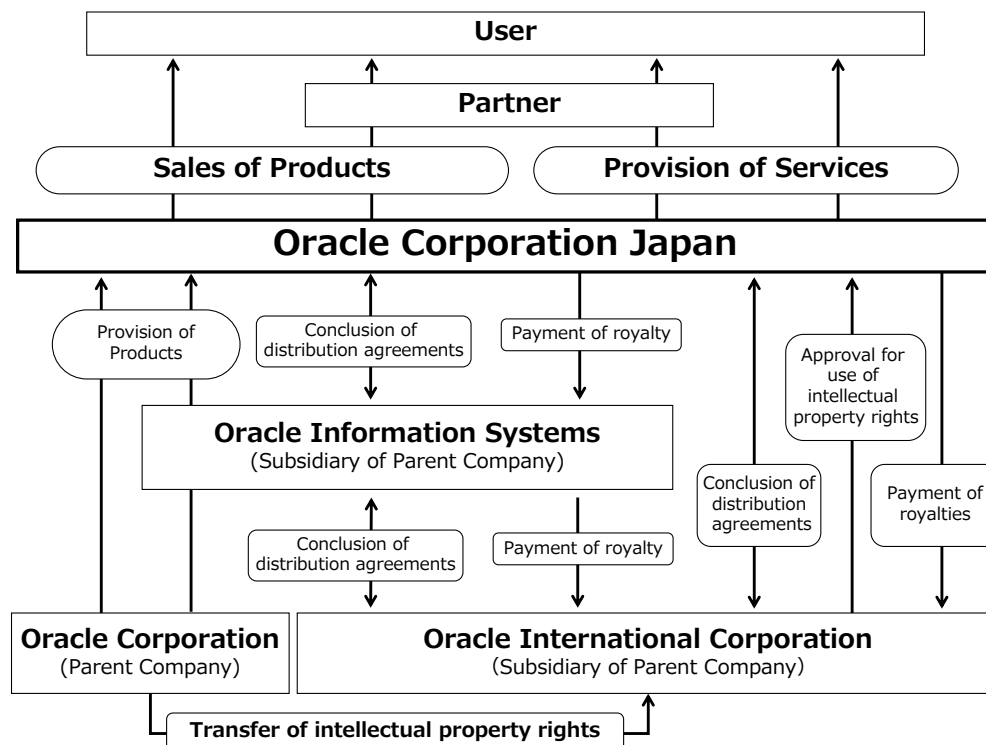 User
Partner
Sales of Products
Provision of Services
Oracle Corporation Japan
Provision of
Products
Conclusion of
distribution agreements
Payment of royalty
Approval for
use of
intellectual
property rights
Oracle Information Systems
(Subsidiary of Parent Company)
Conclusion of
distribution agreements
Payment of
royalties
Conclusion of
distribution agreements
Payment of royalty
Oracle Corporation
(Parent Company)
Oracle International Corporation
(Subsidiary of Parent Company)
Transfer of intellectual property rights